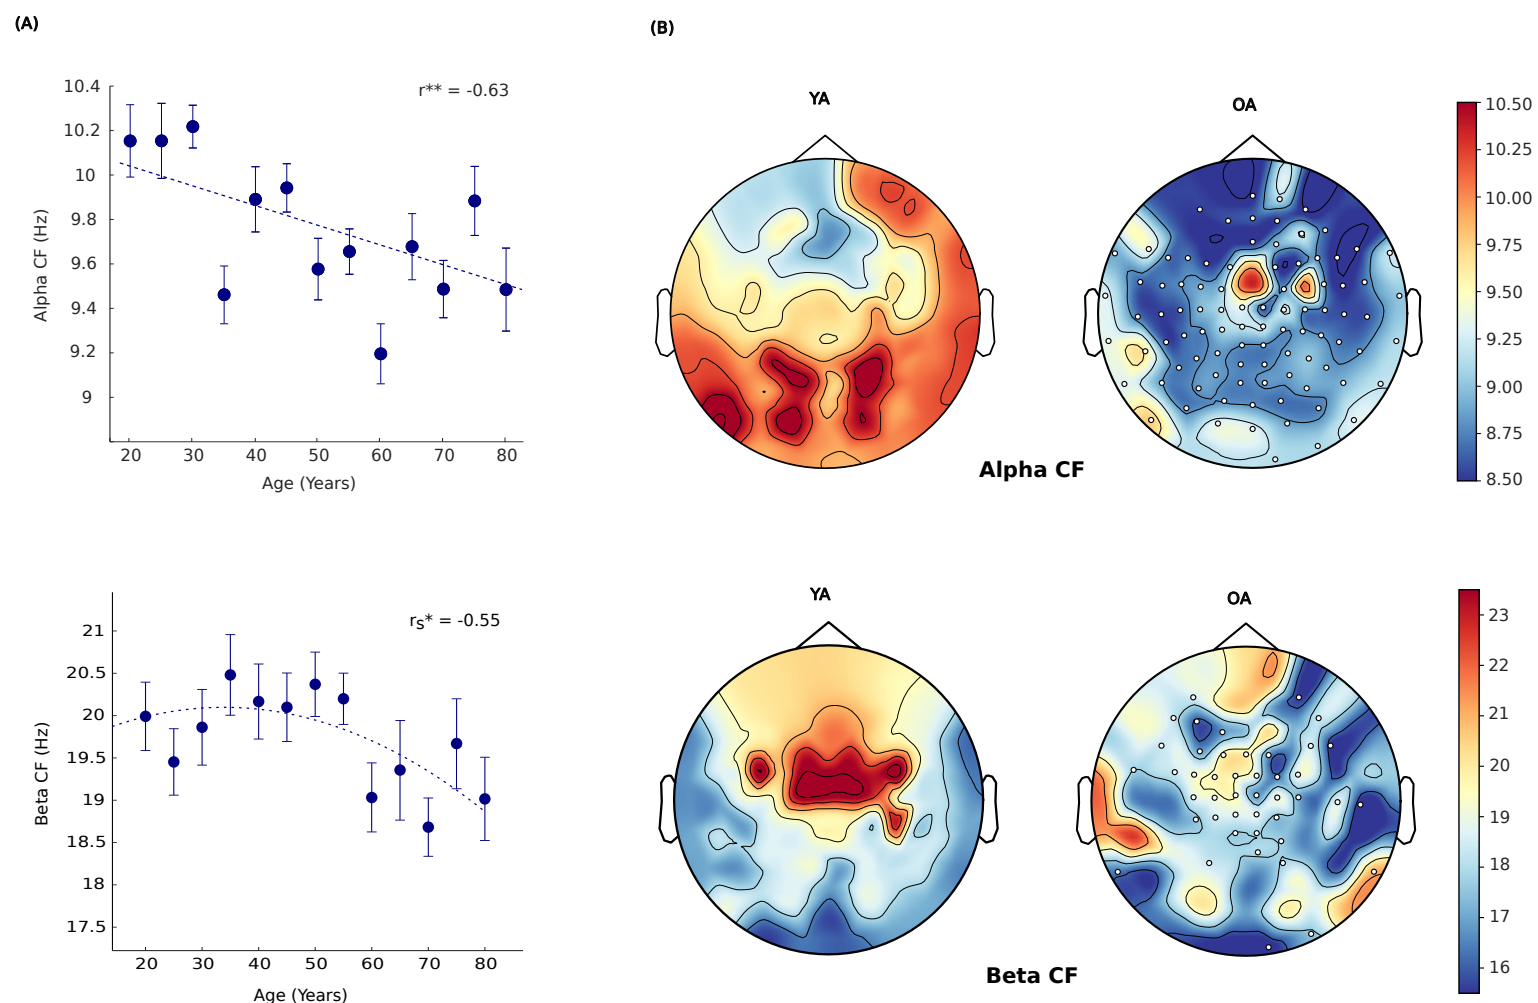 (A)
(B)
10.4
10.2
10
9.8
9.6
9.4
9.2
9
Alpha CF (Hz)
r** = -0.63
20 30 40 50 60 70 80
Age (Years)
YA
OA
10.50
10.25
10.00
9.75
9.50
9.25
9.00
8.75
8.50
Alpha CF
21
20.5
20
19.5
19
18.5
18
17.5
Beta CF (Hz)
rs* = -0.55
20 30 40 50 60 70 80
Age (Years)
YA
OA
23
22
21
20
19
18
17
16
Beta CF